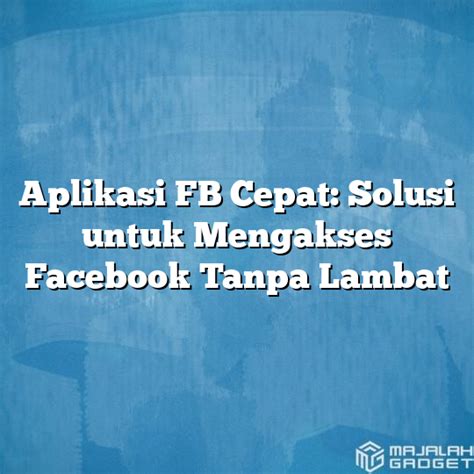 Aplikasi FB Cepat: Solusi
untuk Mengakses
Facebook Tanpa Lambat
MAJALAH
GADGET